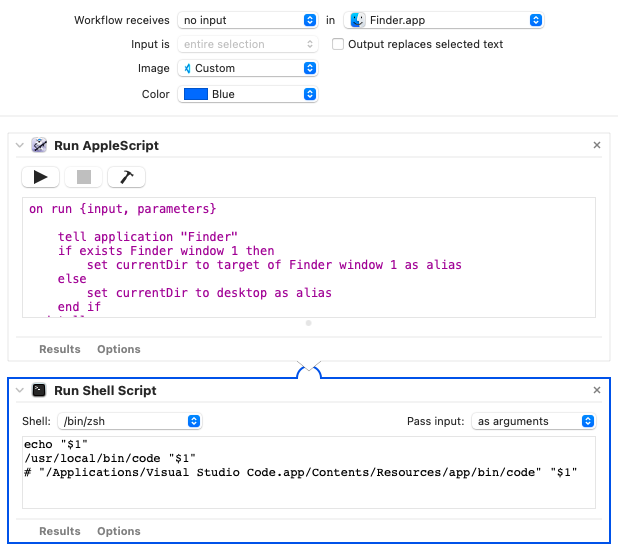 Workflow receives no input in Finder.app
Input is entire selection Output replaces selected text
Image Custom
Color Blue
Run AppleScript
on run {input, parameters}
tell application "Finder"
if exists Finder window 1 then
set currentDir to target of Finder window 1 as alias
else
set currentDir to desktop as alias
end if
Results Options
Run Shell Script
Shell: /bin/zsh Pass input: as arguments
echo "$1"
/usr/local/bin/code "$1"
# "/Applications/Visual Studio Code.app/Contents/Resources/app/bin/code" "$1"
Results Options